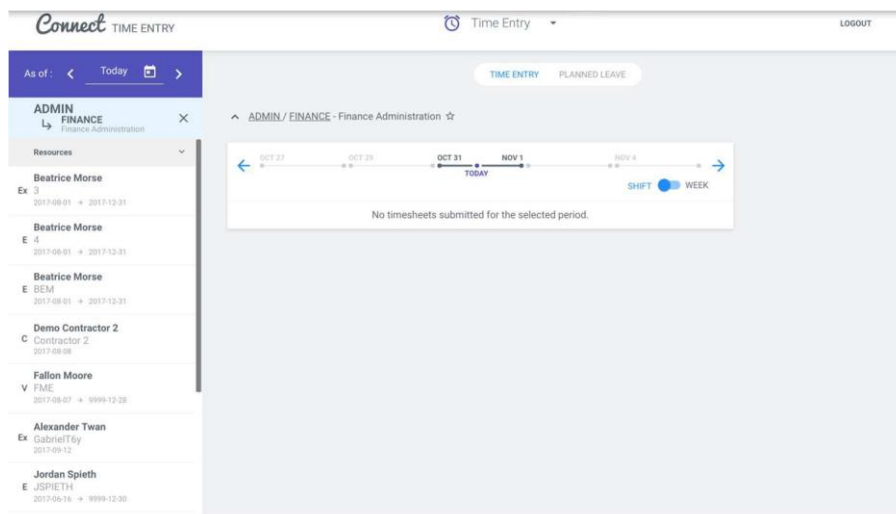 Connect TIME ENTRY
Time Entry
LOGOUT
As of : Today
TIME ENTRY PLANNED LEAVE
ADMIN
FINANCE
Finance Administration
ADMIN / FINANCE - Finance Administration
Resources
OCT 27 OCT 29 OCT 31 NOV 1 NOV 4
TODAY
SHIFT WEEK
No timesheets submitted for the selected period.
Beatrice Morse
Ex 3
2017-08-01 → 2017-12-31
Beatrice Morse
E 4
2017-08-01 → 2017-12-31
Beatrice Morse
E BEM
2017-08-01 → 2017-12-31
Demo Contractor 2
C Contractor 2
2017-08-08
Fallon Moore
V FME
2017-08-07 → 9999-12-28
Alexander Twan
Ex GabrielT6y
2017-09-12
Jordan Spieth
E JSPIETH
2017-06-16 → 9999-12-30